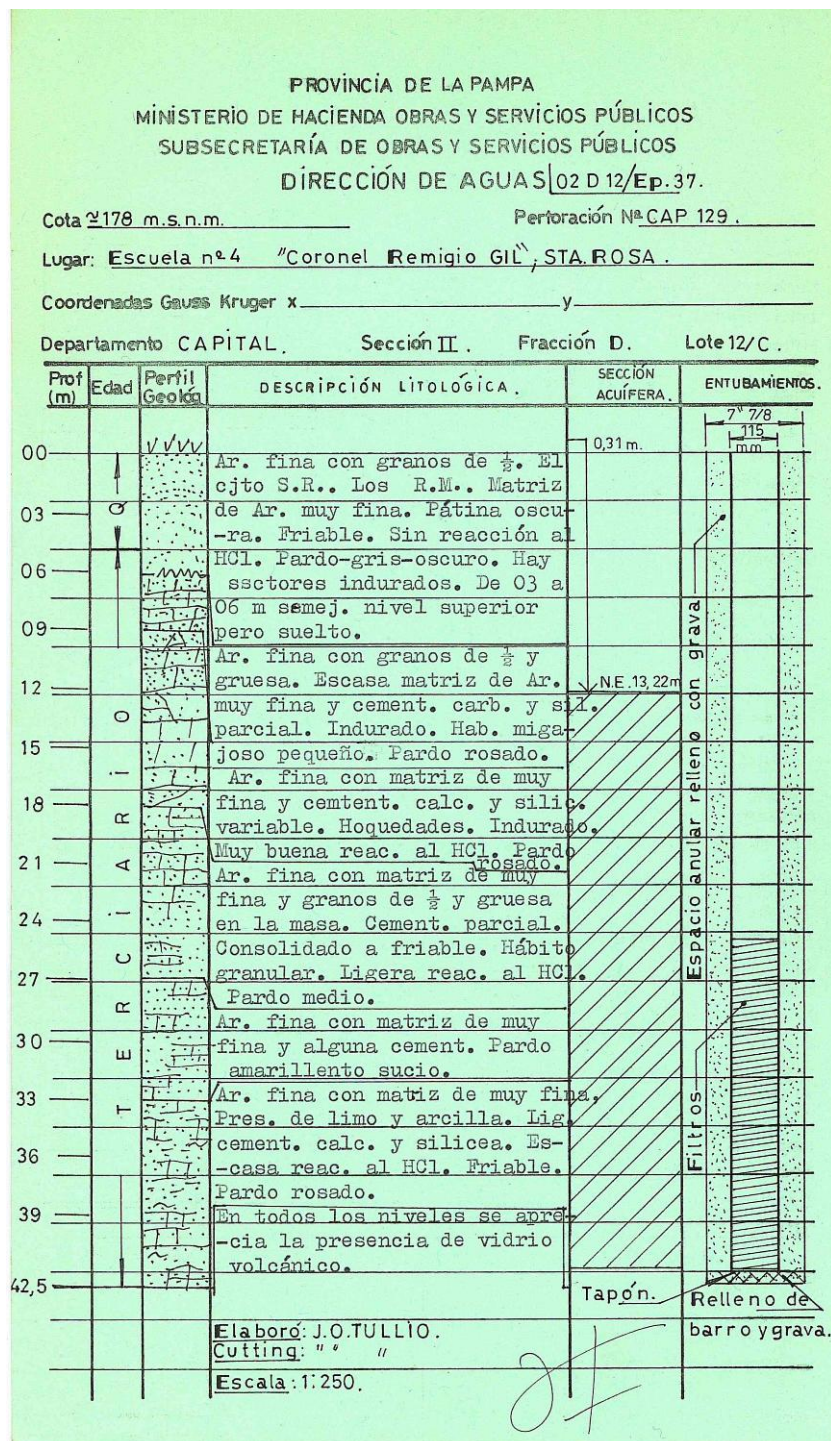 PROVINCIA DE LA PAMPA
MINISTERIO DE HACIENDA OBRAS Y SERVICIOS PÚBLICOS
SUBSECRETARÍA DE OBRAS Y SERVICIOS PÚBLICOS
DIRECCIÓN DE AGUAS 02 D 12/Ep.37.
Cota ≃178 m.s.n.m. Perforación Nº CAP 129.
Lugar: Escuela nº4 "Coronel Remigio GIL", STA. ROSA.
Coordenadas Gauss Kruger x y
Departamento CAPITAL. Sección II. Fracción D. Lote 12/C.
Prof (m) Edad Perfil Geológ DESCRIPCIÓN LITOLÓGICA. SECCIÓN ACUÍFERA. ENTUBAMIENTOS.
7" 7/8
115
mm
0,31 m.
00
03
06
09
12
15
18
21
24
27
30
33
36
39
42,5
Q
TERCIARIO
Ar. fina con granos de ½. El
cjto S.R.. Los R.M.. Matriz
de Ar. muy fina. Pátina oscu-
-ra. Friable. Sin reacción al
HCl. Pardo-gris-oscuro. Hay
ssctores indurados. De 03 a
06 m semej. nivel superior
pero suelto.
Ar. fina con granos de ½ y
gruesa. Escasa matriz de Ar.
muy fina y cement. carb. y sil.
parcial. Indurado. Hab. miga-
joso pequeño. Pardo rosado.
Ar. fina con matriz de muy
fina y cemtent. calc. y silic.
variable. Hoquedades. Indurado.
Muy buena reac. al HCl. Pardo
rosado.
Ar. fina con matriz de muy
fina y granos de ½ y gruesa
en la masa. Cement. parcial.
Consolidado a friable. Hábito
granular. Ligera reac. al HCl.
Pardo medio.
Ar. fina con matriz de muy
fina y alguna cement. Pardo
amarillento sucio.
Ar. fina con matiz de muy fina.
Pres. de limo y arcilla. Lig.
cement. calc. y silicea. Es-
-casa reac. al HCl. Friable.
Pardo rosado.
En todos los niveles se apre-
-cia la presencia de vidrio
volcánico.
N.E. 13,22m
Espacio anular relleno con grava
Filtros
Tapón.
Relleno de
barro y grava.
Elaboró: J.O.TULLIO.
Cutting: " " "
Escala: 1:250.